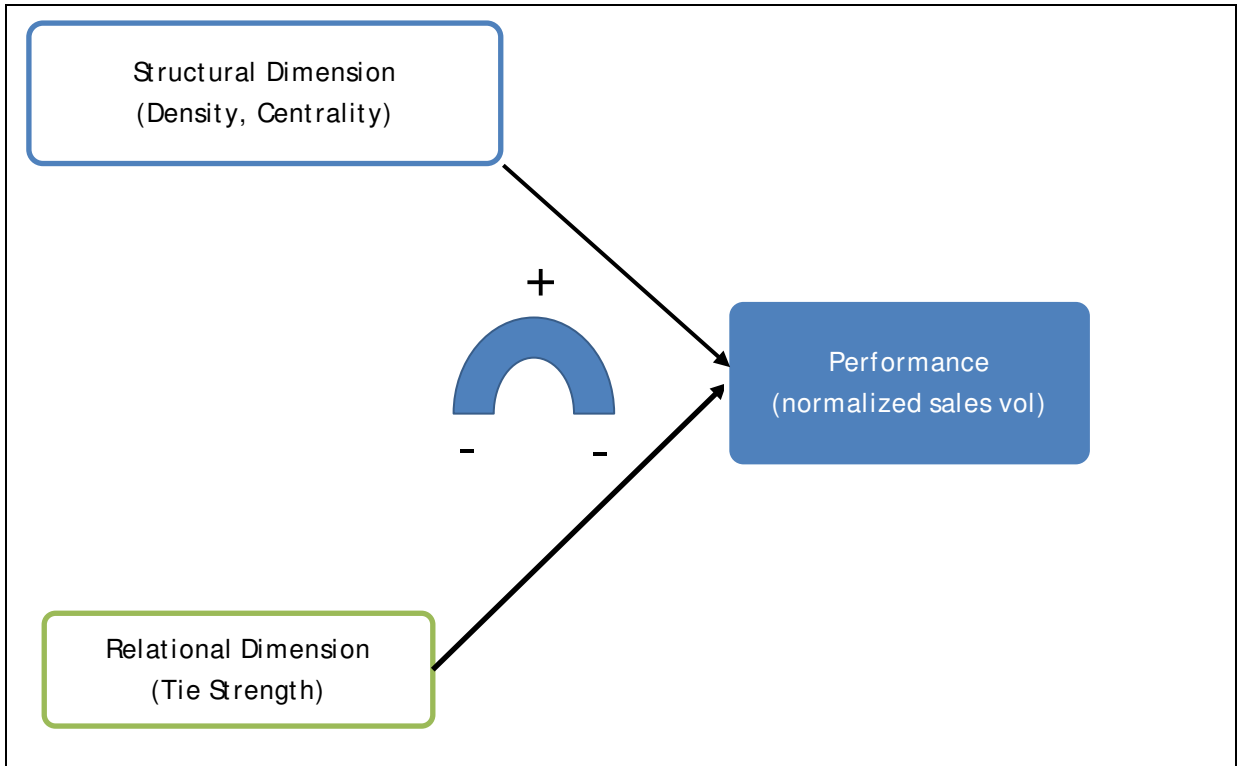 Structural Dimension
(Density, Centrality)
+
Performance
(normalized sales vol)
- -
Relational Dimension
(Tie Strength)